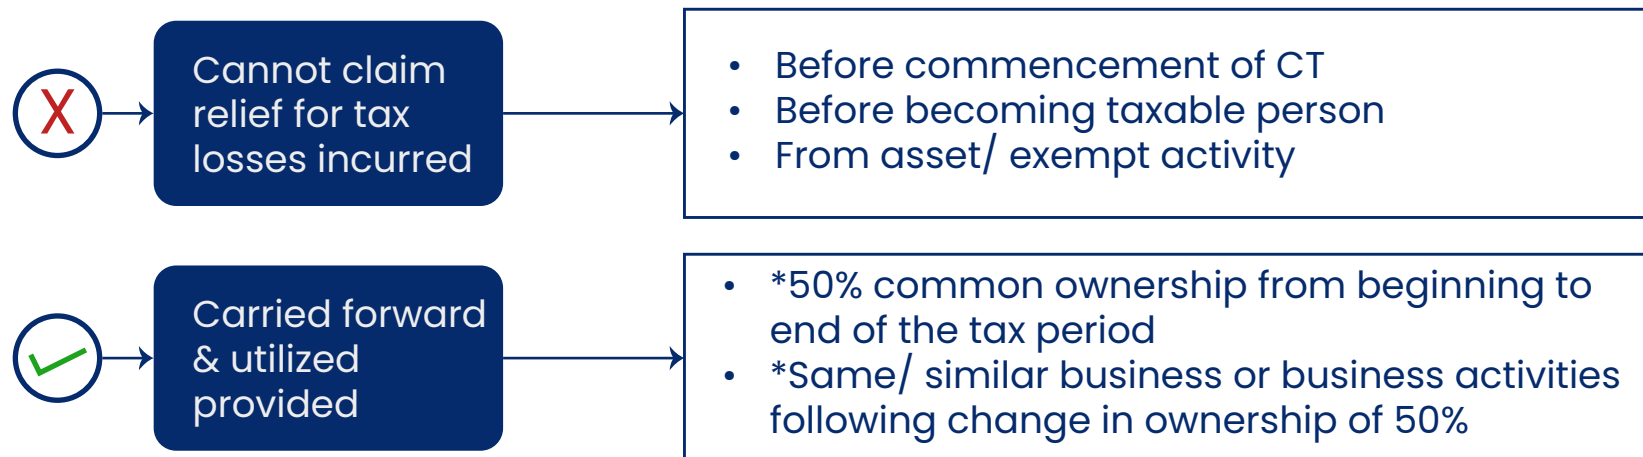 X
Cannot claim
relief for tax
losses incurred
• Before commencement of CT
• Before becoming taxable person
• From asset/ exempt activity
Carried forward
& utilized
provided
• *50% common ownership from beginning to
end of the tax period
• *Same/ similar business or business activities
following change in ownership of 50%